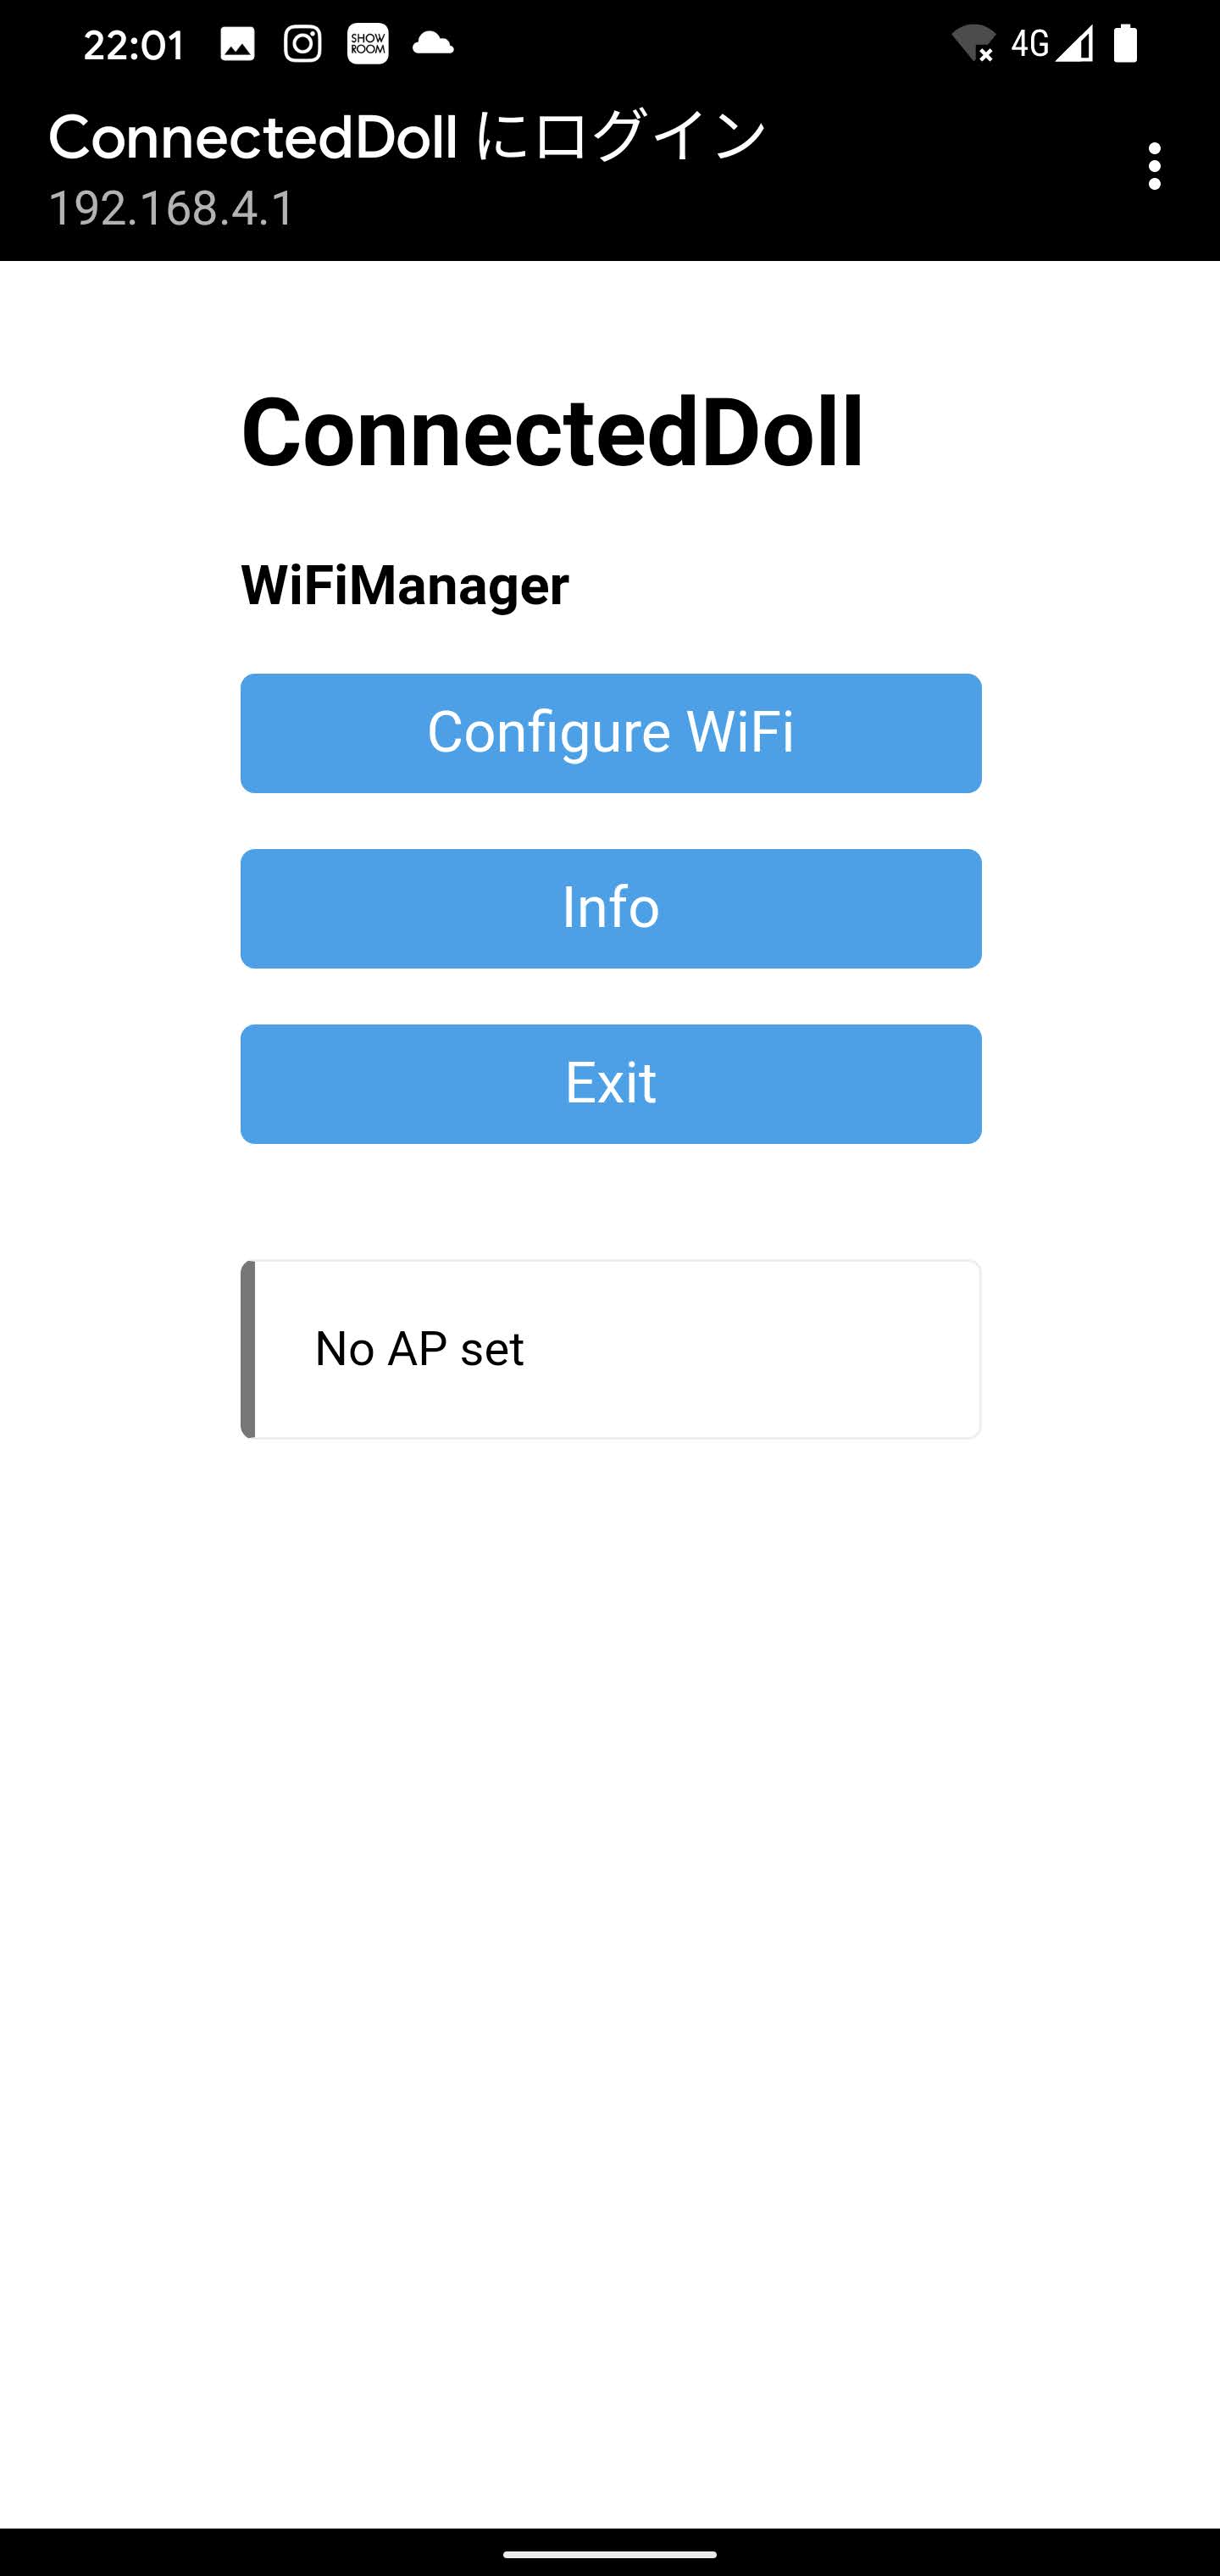 22:01
SHOW
ROOM
4G
ConnectedDoll にログイン
192.168.4.1
ConnectedDoll
WiFiManager
Configure WiFi
Info
Exit
No AP set